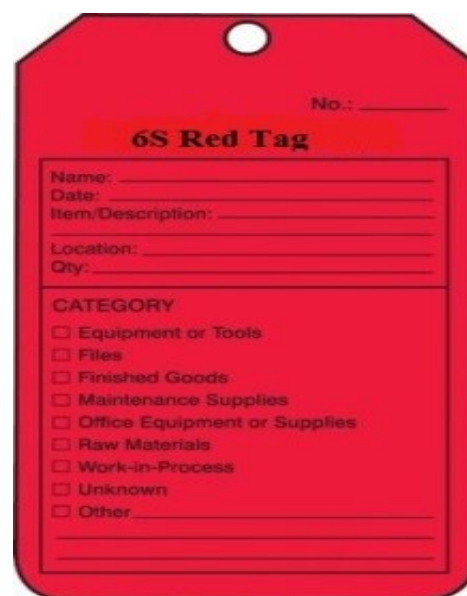 No.:
6S Red Tag
Name:
Date:
Item/Description:
Location:
Qty:
CATEGORY
☐ Equipment or Tools
☐ Files
☐ Finished Goods
☐ Maintenance Supplies
☐ Office Equipment or Supplies
☐ Raw Materials
☐ Work-in-Process
☐ Unknown
☐ Other